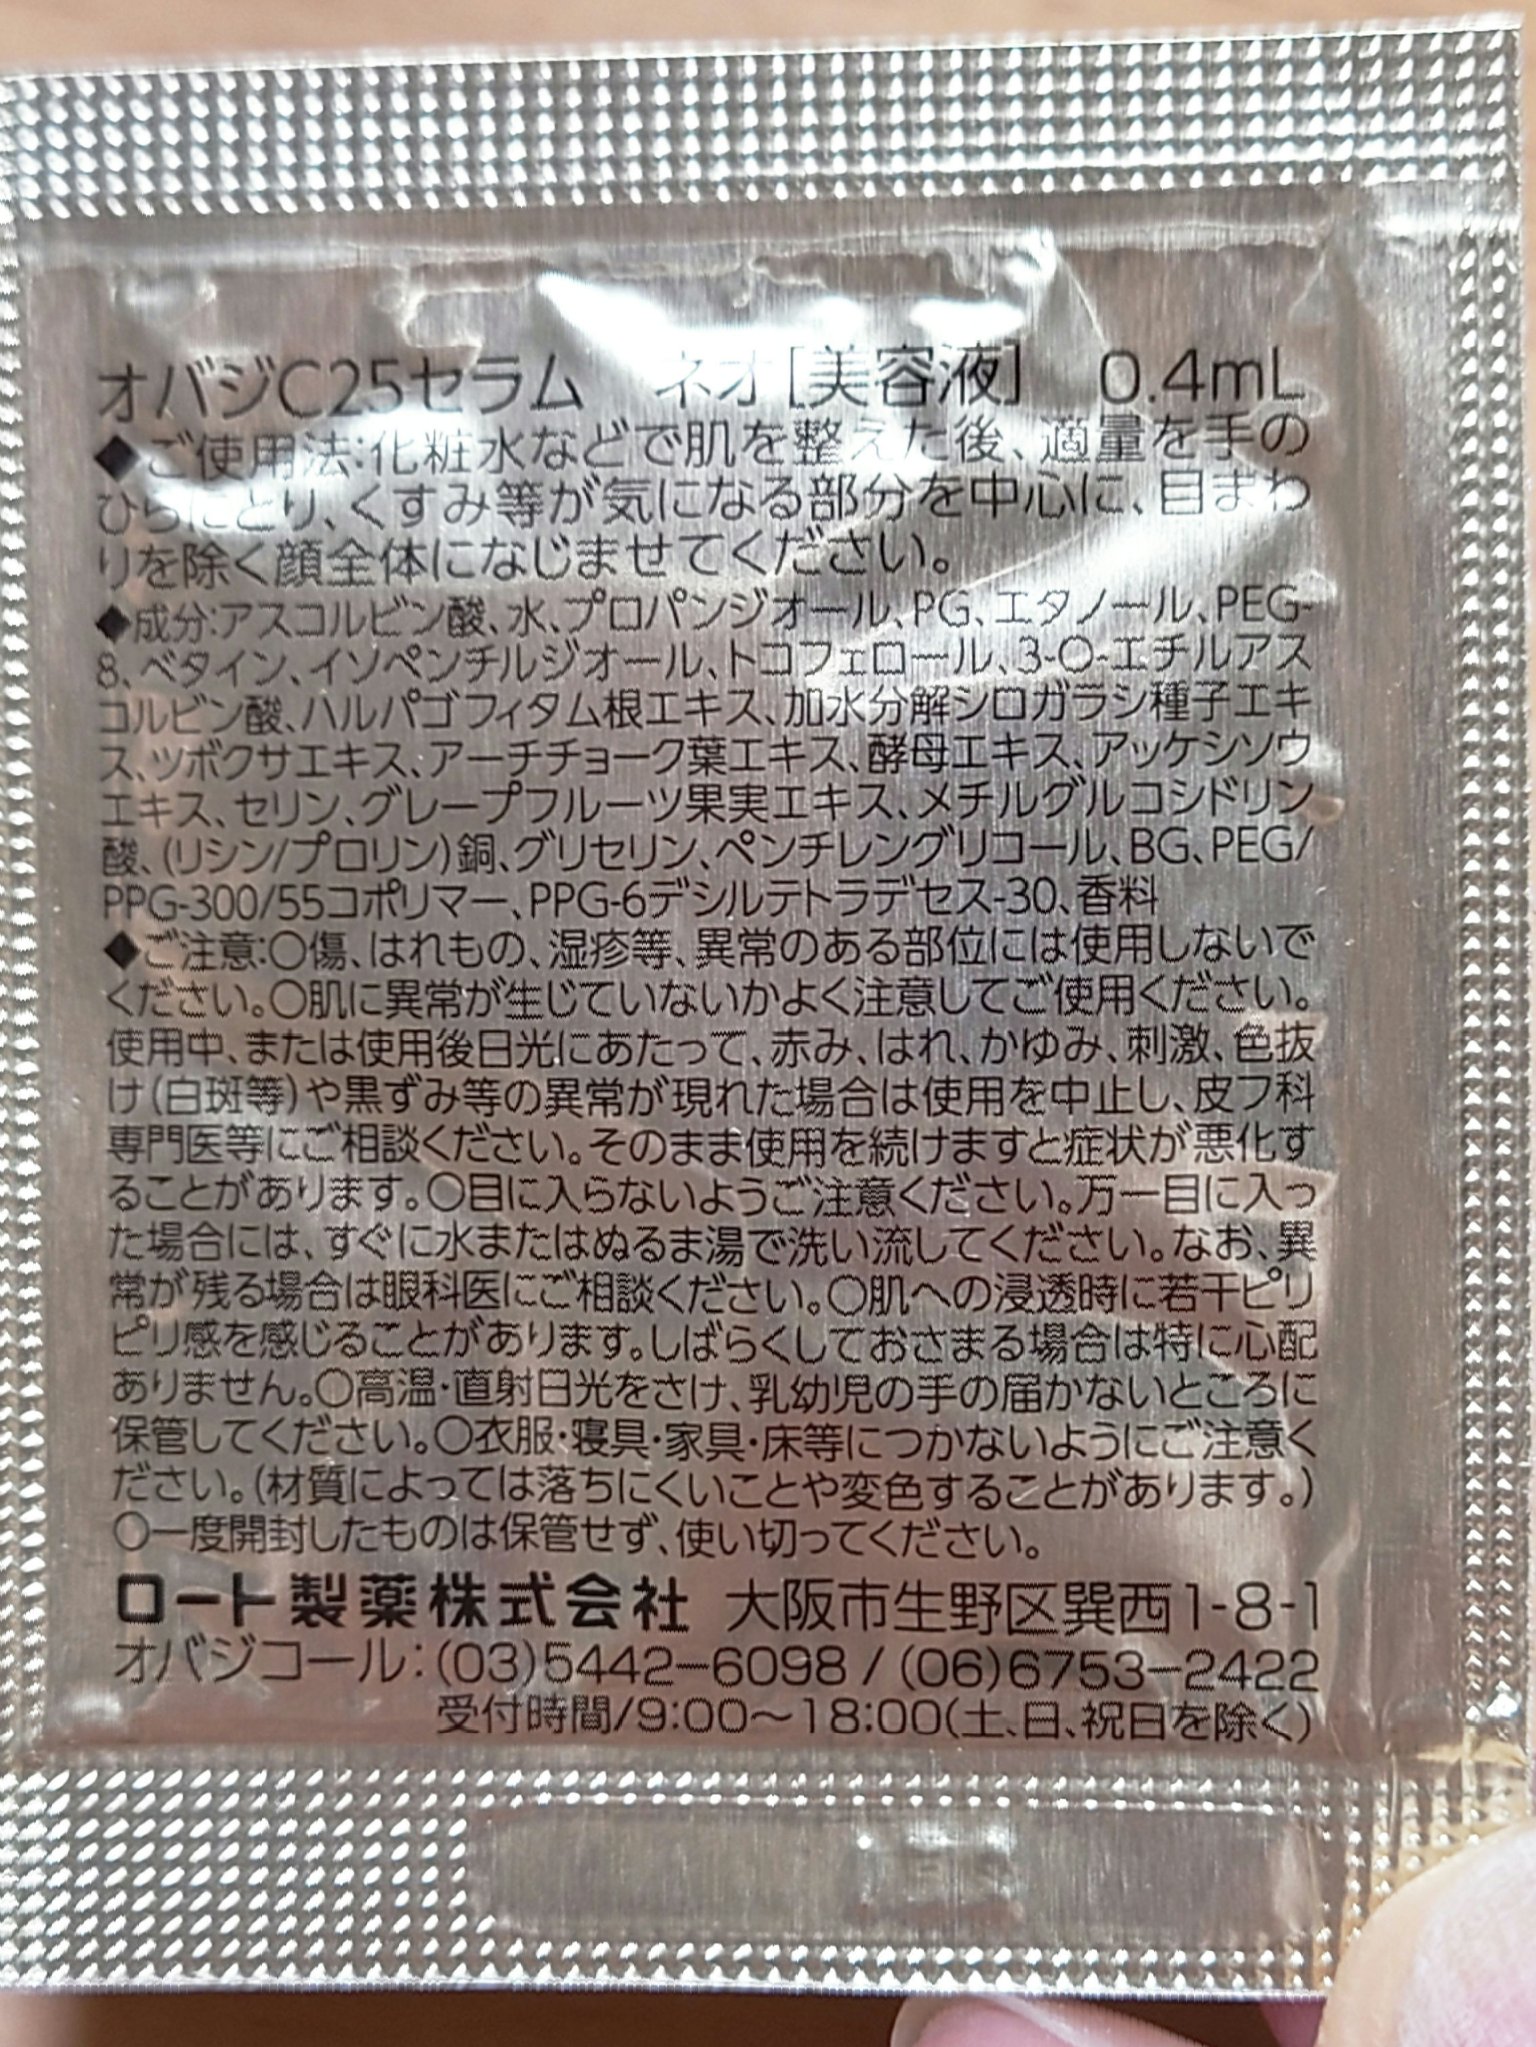 オバジC25セラム ネオ[美容液] 0.4mL
◆ご使用法:化粧水などで肌を整えた後、適量を手の
ひらにとり、くすみ等が気になる部分を中心に、目まわ
りを除く顔全体になじませてください。
◆成分:アスコルビン酸、水、プロパンジオール、PG、エタノール、PEG-
8、ベタイン、イソペンチルジオール、トコフェロール、3-O-エチルアス
コルビン酸、ハルパゴフィタム根エキス、加水分解シロガラシ種子エキ
ス、ツボクサエキス、アーチチョーク葉エキス、酵母エキス、アッケシソウ
エキス、セリン、グレープフルーツ果実エキス、メチルグルコシドリン
酸、(リシン/プロリン)銅、グリセリン、ペンチレングリコール、BG、PEG/
PPG-300/55コポリマー、PPG-6デシルテトラデセス-30、香料
◆ご注意:○傷、はれもの、湿疹等、異常のある部位には使用しないで
ください。○肌に異常が生じていないかよく注意してご使用ください。
使用中、または使用後日光にあたって、赤み、はれ、かゆみ、刺激、色抜
け(白斑等)や黒ずみ等の異常が現れた場合は使用を中止し、皮フ科
専門医等にご相談ください。そのまま使用を続けますと症状が悪化す
ることがあります。○目に入らないようご注意ください。万一目に入っ
た場合には、すぐに水またはぬるま湯で洗い流してください。なお、異
常が残る場合は眼科医にご相談ください。○肌への浸透時に若干ピリ
ピリ感を感じることがあります。しばらくしておさまる場合は特に心配
ありません。○高温・直射日光をさけ、乳幼児の手の届かないところに
保管してください。○衣服・寝具・家具・床等につかないようにご注意く
ださい。(材質によっては落ちにくいことや変色することがあります。)
○一度開封したものは保管せず、使い切ってください。
ロート製薬株式会社 大阪市生野区巽西1-8-1
オバジコール:(03)5442-6098/(06)6753-2422
受付時間/9:00～18:00(土、日、祝日を除く)